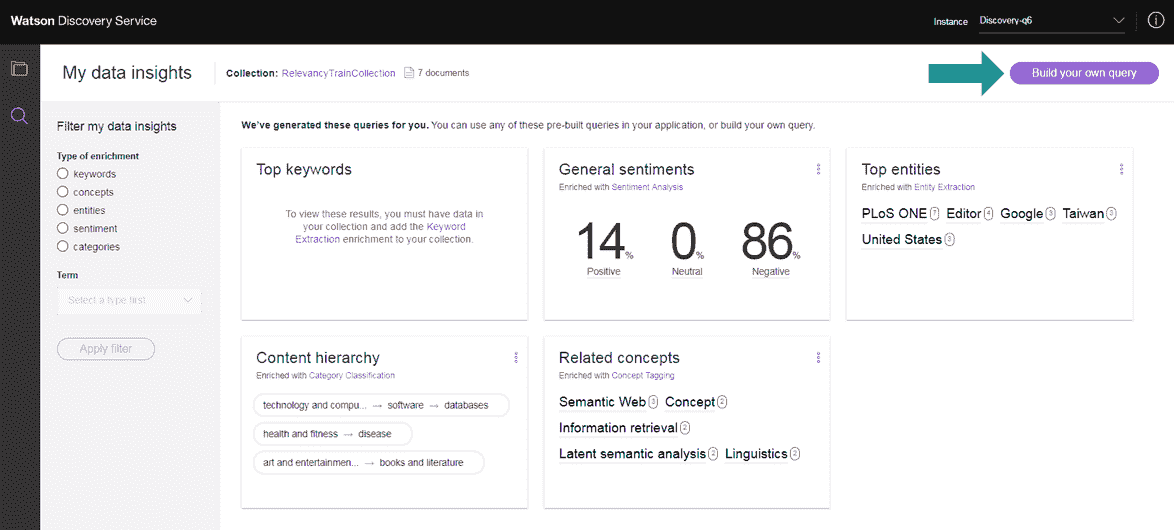 Watson Discovery Service
Instance Discovery-q6
My data insights
Collection: RelevancyTrainCollection 7 documents
Build your own query
Filter my data insights
Type of enrichment
keywords
concepts
entities
sentiment
categories
Term
Select a type first
Apply filter
We've generated these queries for you. You can use any of these pre-built queries in your application, or build your own query.
Top keywords
To view these results, you must have data in
your collection and add the Keyword
Extraction enrichment to your collection.
General sentiments
Enriched with Sentiment Analysis
14% 0% 86%
Positive Neutral Negative
Top entities
Enriched with Entity Extraction
PLoS ONE 7 Editor 4 Google 3 Taiwan 3
United States 3
Content hierarchy
Enriched with Category Classification
technology and compu... → software → databases
health and fitness → disease
art and entertainmen... → books and literature
Related concepts
Enriched with Concept Tagging
Semantic Web 3 Concept 2
Information retrieval 2
Latent semantic analysis 2 Linguistics 2